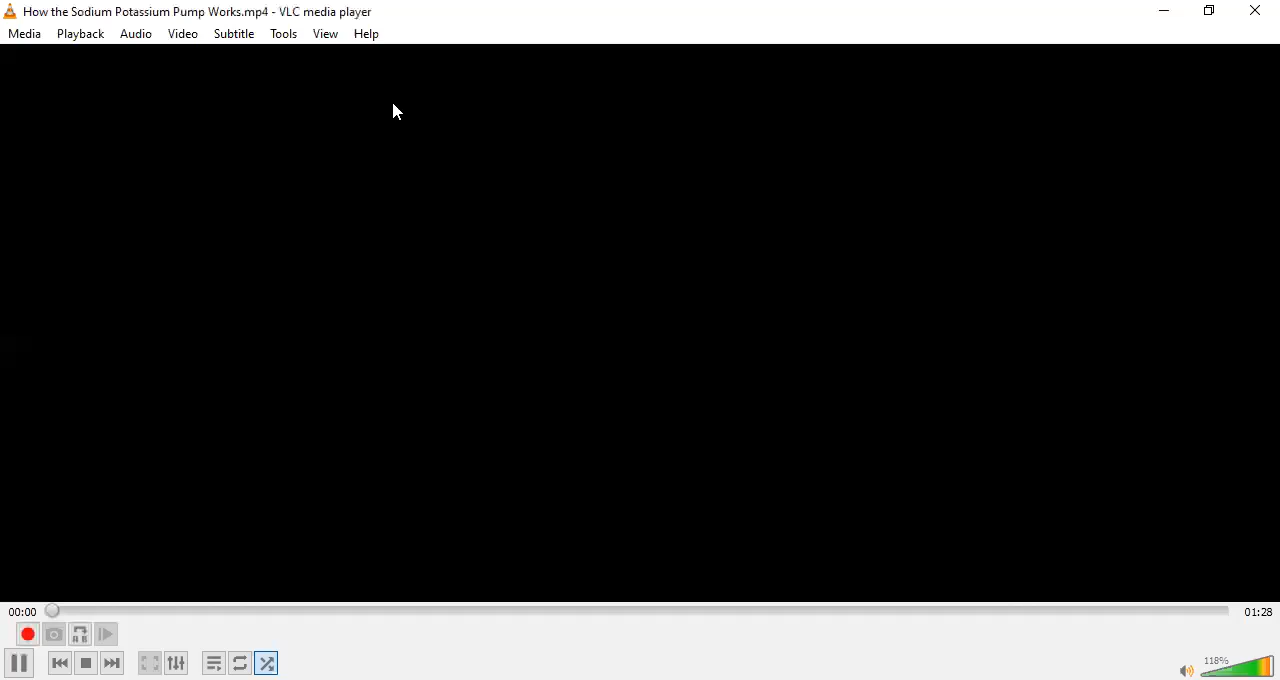 How the Sodium Potassium Pump Works.mp4 - VLC media player
Media Playback Audio Video Subtitle Tools View Help
00:00 01:28
A B
118%